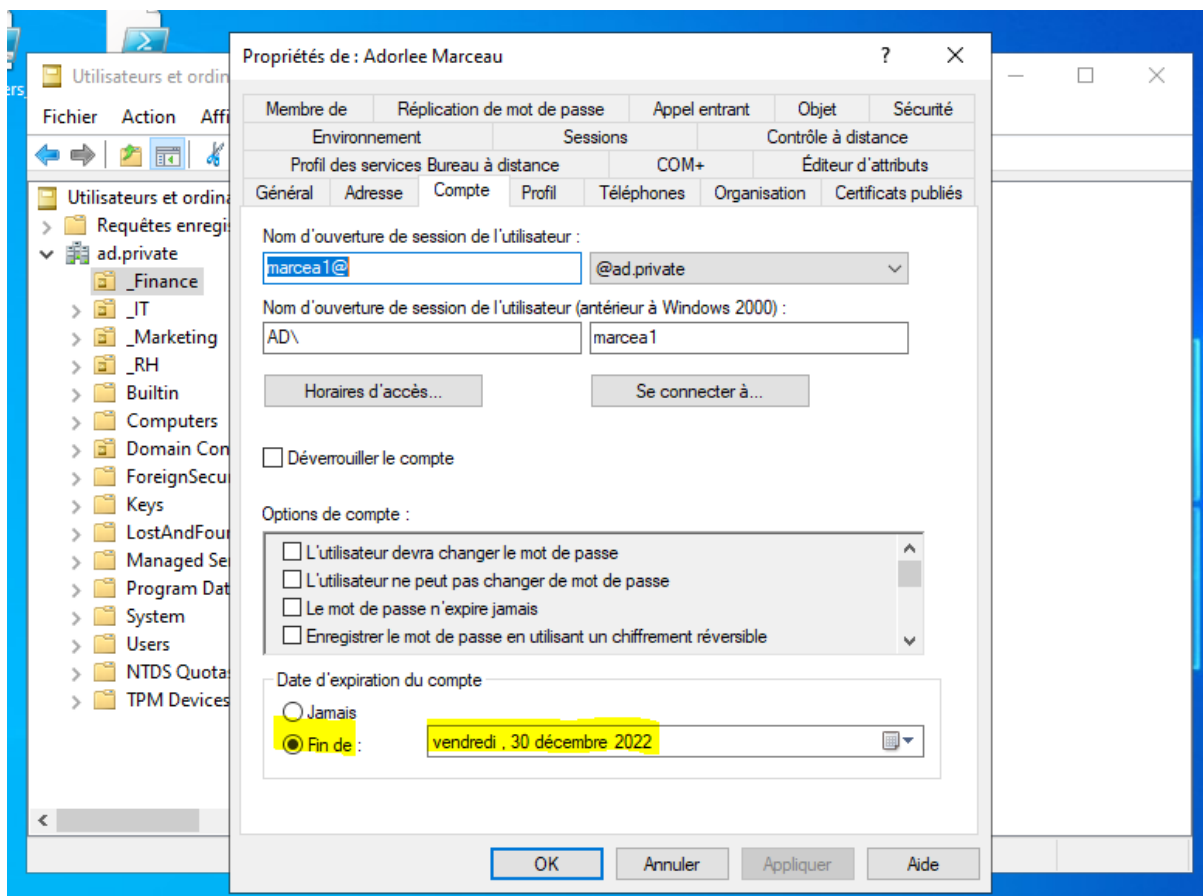 Propriétés de : Adorlee Marceau
?
Utilisateurs et ordin
ers_
Fichier Action Affi
Membre de Réplication de mot de passe Appel entrant Objet Sécurité
Environnement Sessions Contrôle à distance
Profil des services Bureau à distance COM+ Éditeur d'attributs
Général Adresse Compte Profil Téléphones Organisation Certificats publiés
Utilisateurs et ordina
Requêtes enregi
ad.private
_Finance
_IT
_Marketing
_RH
Builtin
Computers
Domain Con
ForeignSecur
Keys
LostAndFour
Managed Se
Program Dat
System
Users
NTDS Quotas
TPM Devices
Nom d'ouverture de session de l'utilisateur :
marcea1@ @ad.private
Nom d'ouverture de session de l'utilisateur (antérieur à Windows 2000) :
AD\ marcea1
Horaires d'accès... Se connecter à...
Déverrouiller le compte
Options de compte :
L'utilisateur devra changer le mot de passe
L'utilisateur ne peut pas changer de mot de passe
Le mot de passe n'expire jamais
Enregistrer le mot de passe en utilisant un chiffrement réversible
Date d'expiration du compte
Jamais
Fin de : vendredi , 30 décembre 2022
OK Annuler Appliquer Aide